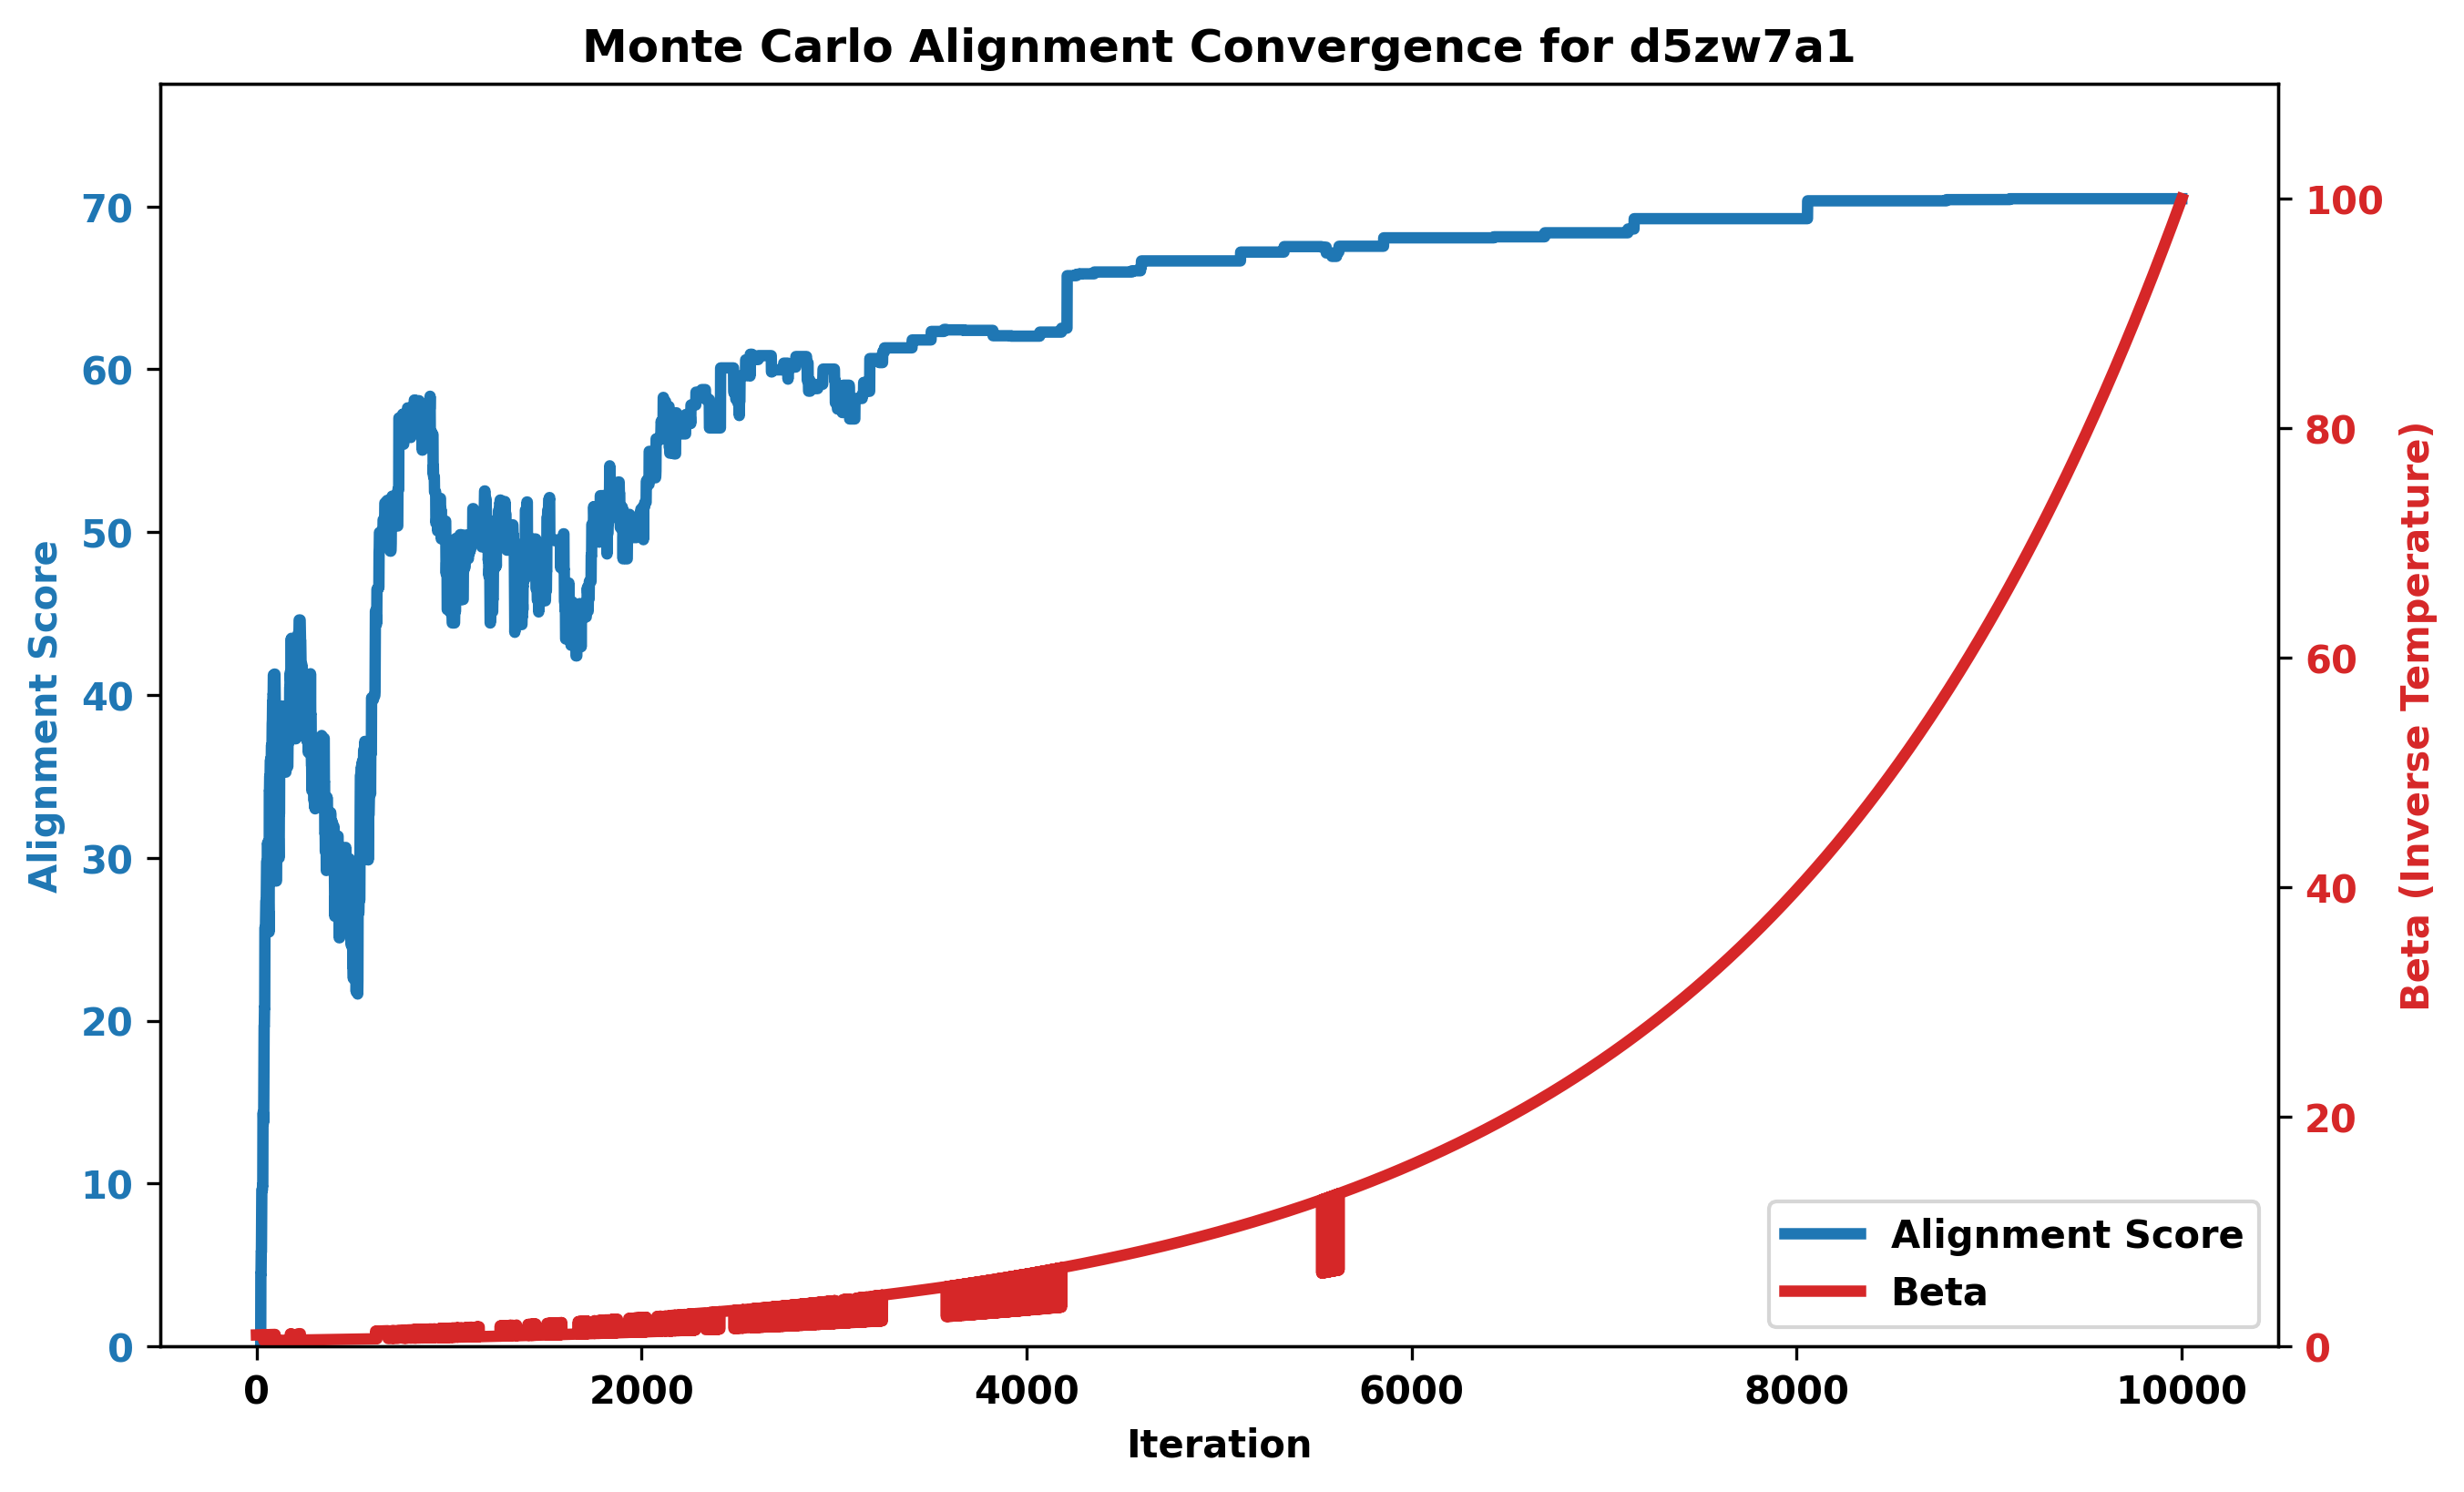 Monte Carlo Alignment Convergence for d5zw7a1
Alignment Score
70
60
50
40
30
20
10
0
100
80
60
40
20
0
Beta (Inverse Temperature)
Alignment Score
Beta
0 2000 4000 6000 8000 10000
Iteration